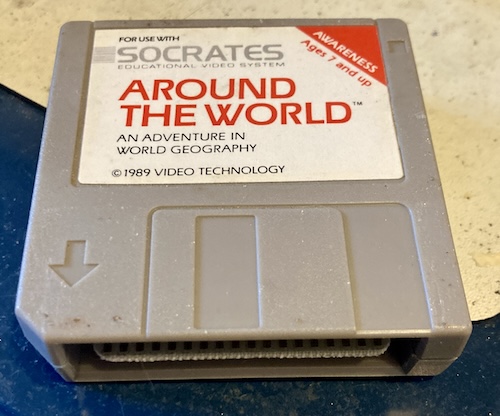 FOR USE WITH
SOCRATES
EDUCATIONAL VIDEO SYSTEM
AWARENESS
Ages 7 and up
AROUND
THE WORLD™
AN ADVENTURE IN
WORLD GEOGRAPHY
© 1989 VIDEO TECHNOLOGY